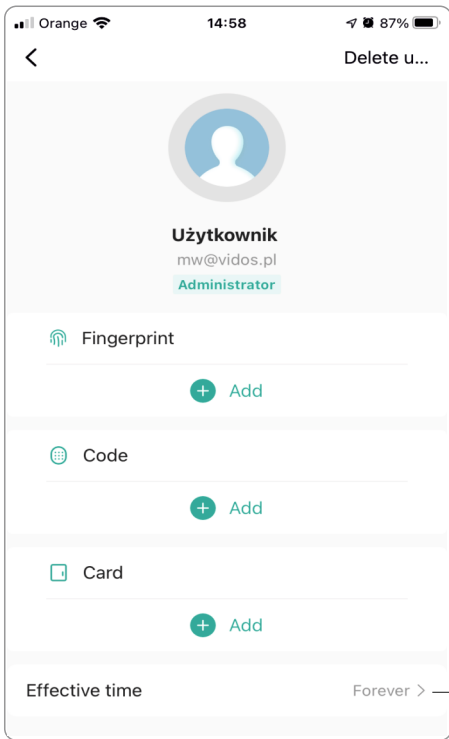 Orange 14:58 87%
Delete u...
Użytkownik
mw@vidos.pl
Administrator
Fingerprint
Add
Code
Add
Card
Add
Effective time Forever